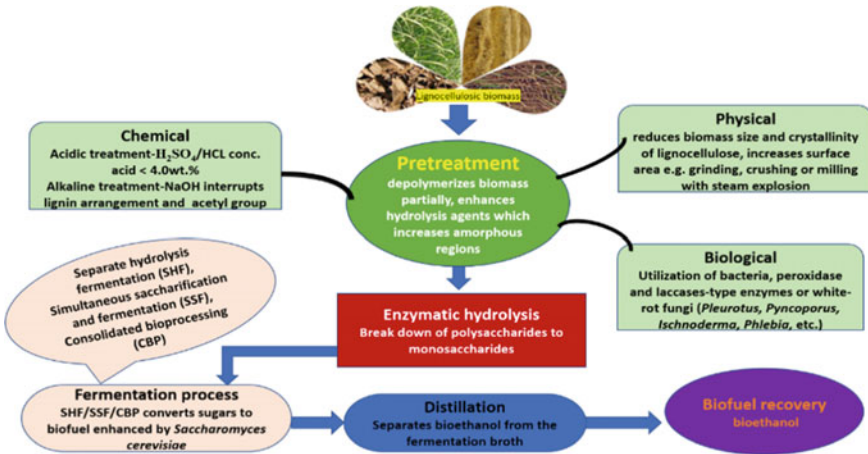 Lignocellulosic biomass
Chemical
Acidic treatment-H₂SO₄/HCL conc.
acid < 4.0wt.%
Alkaline treatment-NaOH interrupts
lignin arrangement and acetyl group
Pretreatment
depolymerizes biomass
partially, enhances
hydrolysis agents which
increases amorphous
regions
Physical
reduces biomass size and crystallinity
of lignocellulose, increases surface
area e.g. grinding, crushing or milling
with steam explosion
Biological
Utilization of bacteria, peroxidase
and laccases-type enzymes or white-
rot fungi (Pleurotus, Pyncoporus,
Ischnoderma, Phlebia, etc.)
Separate hydrolysis
fermentation (SHF),
Simultaneous saccharification
and fermentation (SSF),
Consolidated bioprocessing
(CBP)
Enzymatic hydrolysis
Break down of polysaccharides to
monosaccharides
Fermentation process
SHF/SSF/CBP converts sugars to
biofuel enhanced by Saccharomyces
cerevisiae
Distillation
Separates bioethanol from the
fermentation broth
Biofuel recovery
bioethanol